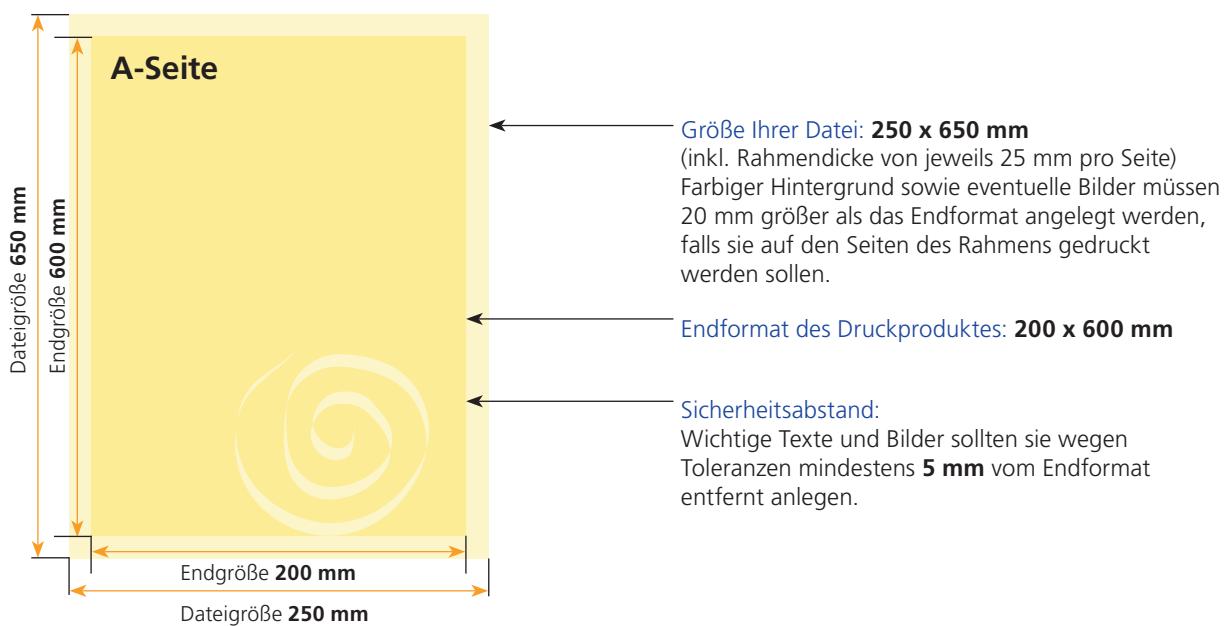 A-Seite
Dateigröße 650 mm
Endgröße 600 mm
Größe Ihrer Datei: 250 x 650 mm
(inkl. Rahmendicke von jeweils 25 mm pro Seite)
Farbiger Hintergrund sowie eventuelle Bilder müssen
20 mm größer als das Endformat angelegt werden,
falls sie auf den Seiten des Rahmens gedruckt
werden sollen.
Endformat des Druckproduktes: 200 x 600 mm
Sicherheitsabstand:
Wichtige Texte und Bilder sollten sie wegen
Toleranzen mindestens 5 mm vom Endformat
entfernt anlegen.
Endgröße 200 mm
Dateigröße 250 mm